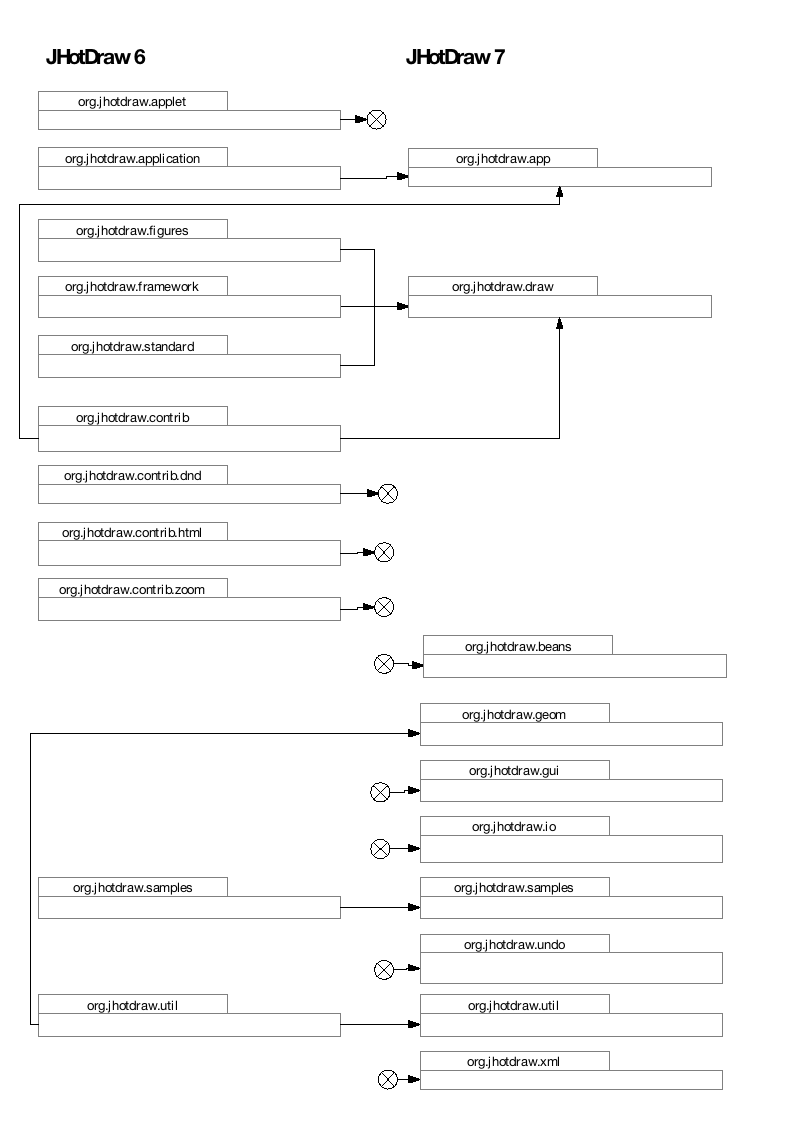 JHotDraw 6
JHotDraw 7
org.jhotdraw.applet
org.jhotdraw.application
org.jhotdraw.app
org.jhotdraw.figures
org.jhotdraw.framework
org.jhotdraw.draw
org.jhotdraw.standard
org.jhotdraw.contrib
org.jhotdraw.contrib.dnd
org.jhotdraw.contrib.html
org.jhotdraw.contrib.zoom
org.jhotdraw.beans
org.jhotdraw.geom
org.jhotdraw.gui
org.jhotdraw.io
org.jhotdraw.samples
org.jhotdraw.samples
org.jhotdraw.undo
org.jhotdraw.util
org.jhotdraw.util
org.jhotdraw.xml